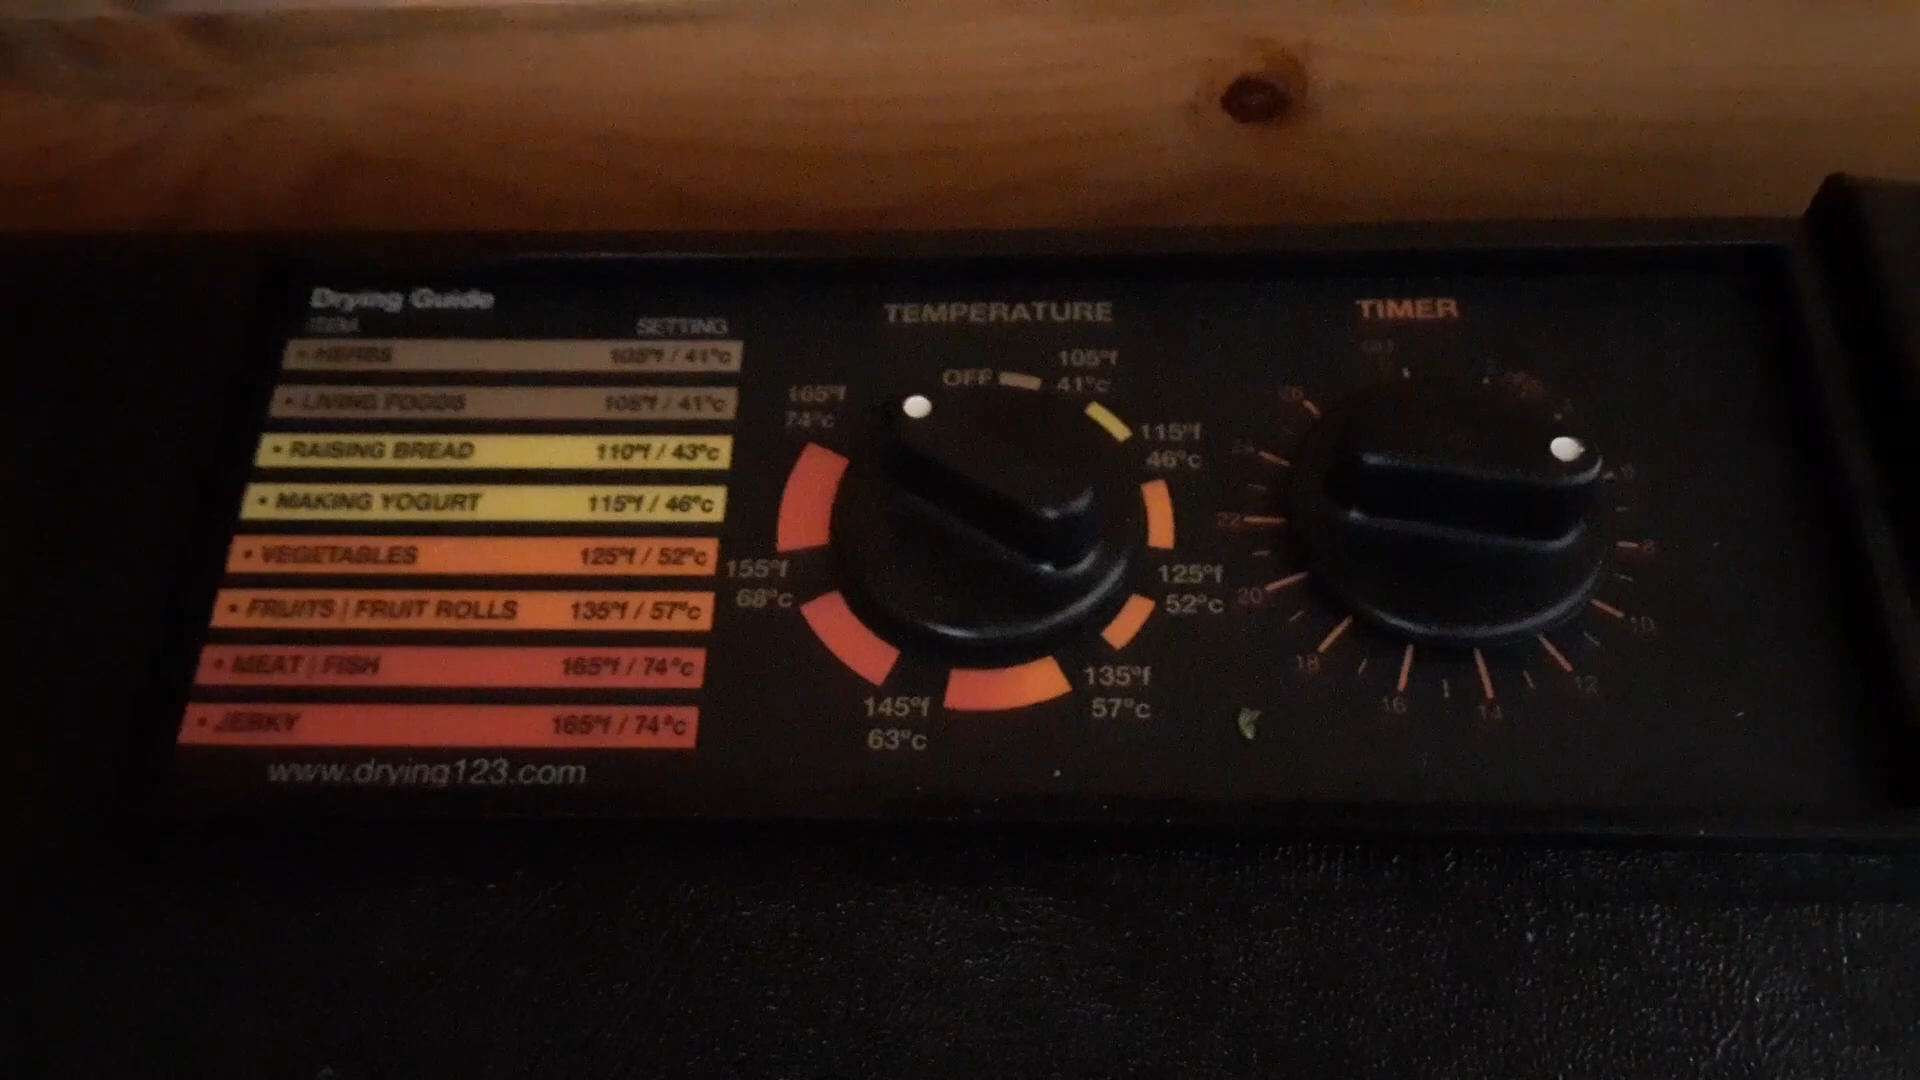 Drying Guide
ITEM SETTING
• HERBS 105°f / 41°c
• LIVING FOODS 105°f / 41°c
• RAISING BREAD 110°f / 43°c
• MAKING YOGURT 115°f / 46°c
• VEGETABLES 125°f / 52°c
• FRUITS | FRUIT ROLLS 135°f / 57°c
• MEAT | FISH 165°f / 74°c
• JERKY 165°f / 74°c
www.drying123.com
TEMPERATURE
OFF
105°f
41°c
115°f
46°c
125°f
52°c
135°f
57°c
145°f
63°c
155°f
68°c
165°f
74°c
TIMER
8
10
12
14
16
18
20
22
26